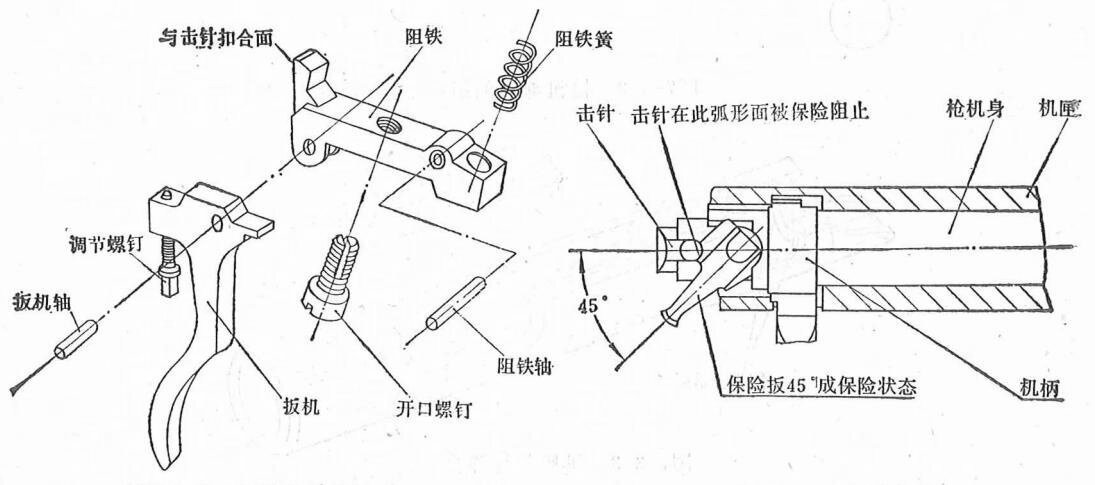 与击针扣合面
阻铁
阻铁簧
调节螺钉
扳机轴
扳机
开口螺钉
阻铁轴
击针
击针在此弧形面被保险阻止
枪机身
机匣
45°
保险扳45°成保险状态
机柄